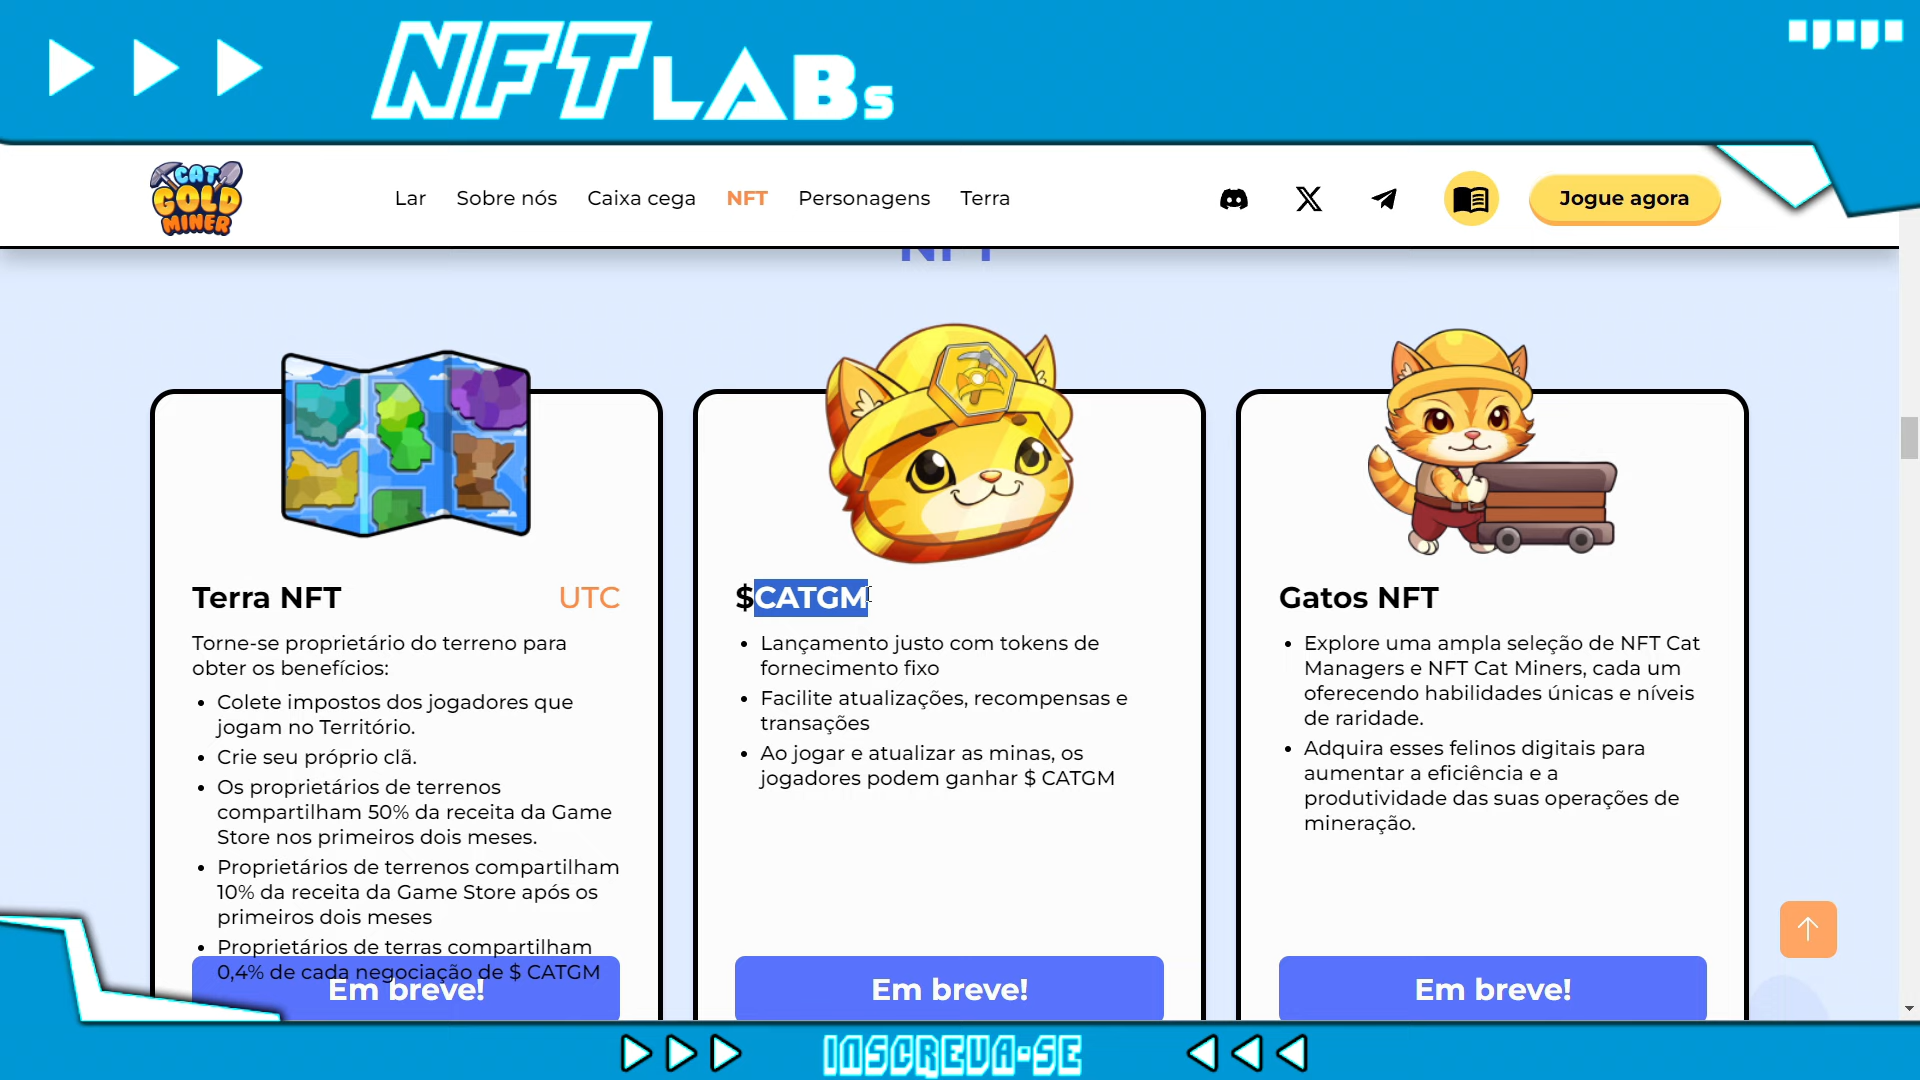 NFT LABs
CAT
GOLD
MINER
Lar
Sobre nós
Caixa cega
NFT
Personagens
Terra
Jogue agora
NFT
Terra NFT
UTC
Torne-se proprietário do terreno para
obter os benefícios:
Colete impostos dos jogadores que
jogam no Território.
Crie seu próprio clã.
Os proprietários de terrenos
compartilham 50% da receita da Game
Store nos primeiros dois meses.
Proprietários de terrenos compartilham
10% da receita da Game Store após os
primeiros dois meses
Proprietários de terras compartilham
0,4% de cada negociação de $ CATGM
Em breve!
$CATGM
Lançamento justo com tokens de
fornecimento fixo
Facilite atualizações, recompensas e
transações
Ao jogar e atualizar as minas, os
jogadores podem ganhar $ CATGM
Em breve!
Gatos NFT
Explore uma ampla seleção de NFT Cat
Managers e NFT Cat Miners, cada um
oferecendo habilidades únicas e níveis
de raridade.
Adquira esses felinos digitais para
aumentar a eficiência e a
produtividade das suas operações de
mineração.
Em breve!
INSCREVA-SE